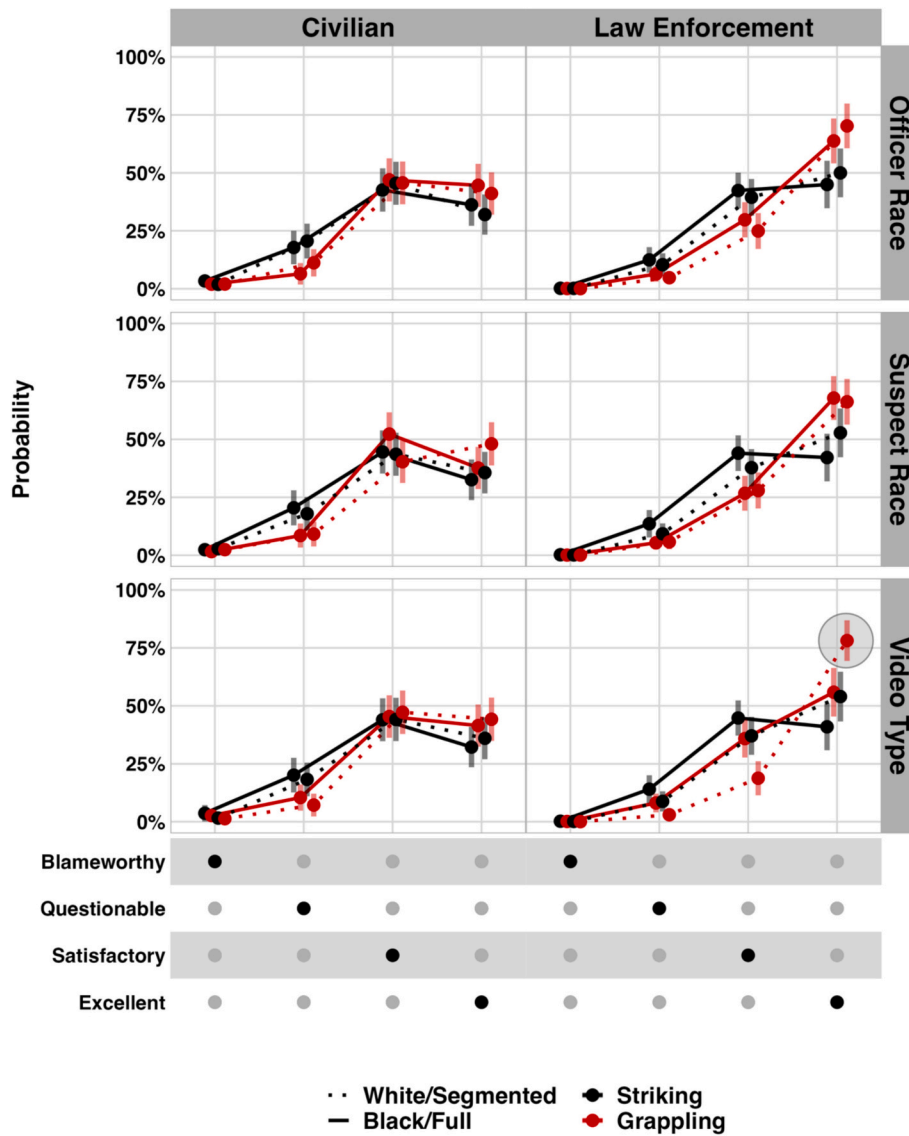 Civilian
Law Enforcement
100%
75%
50%
25%
0%
Officer Race
100%
75%
50%
25%
0%
Suspect Race
Probability
100%
75%
50%
25%
0%
Video Type
Blameworthy
Questionable
Satisfactory
Excellent
White/Segmented
Striking
Black/Full
Grappling